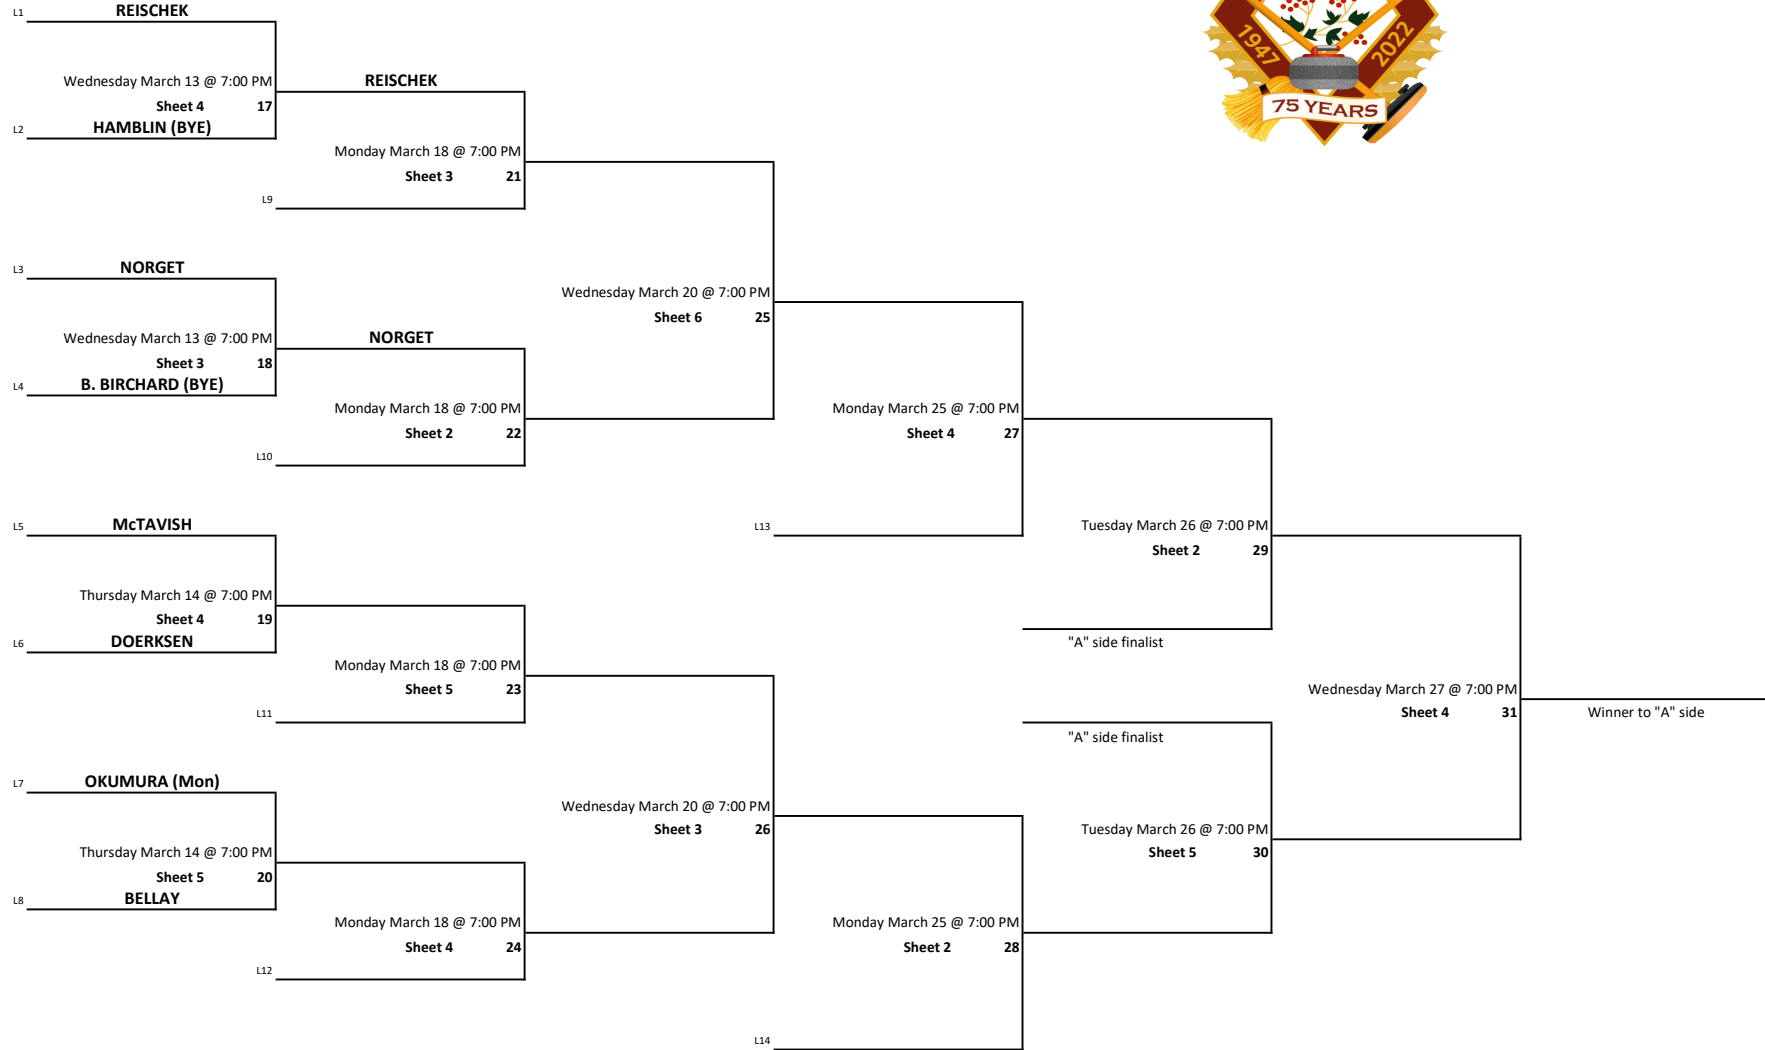 L1 REISCHEK
1947 2022
75 YEARS
Wednesday March 13 @ 7:00 PM
Sheet 4 17
REISCHEK
L2 HAMBLIN (BYE)
Monday March 18 @ 7:00 PM
Sheet 3 21
L9
L3 NORGET
Wednesday March 20 @ 7:00 PM
Sheet 6 25
Wednesday March 13 @ 7:00 PM
Sheet 3 18
NORGET
L4 B. BIRCHARD (BYE)
Monday March 18 @ 7:00 PM
Sheet 2 22
Monday March 25 @ 7:00 PM
Sheet 4 27
L10
L5 McTAVISH
L13
Tuesday March 26 @ 7:00 PM
Sheet 2 29
Thursday March 14 @ 7:00 PM
Sheet 4 19
L6 DOERKSEN
"A" side finalist
Monday March 18 @ 7:00 PM
Sheet 5 23
Wednesday March 27 @ 7:00 PM
Sheet 4 31
Winner to "A" side
L11
"A" side finalist
L7 OKUMURA (Mon)
Wednesday March 20 @ 7:00 PM
Sheet 3 26
Tuesday March 26 @ 7:00 PM
Sheet 5 30
Thursday March 14 @ 7:00 PM
Sheet 5 20
L8 BELLAY
Monday March 18 @ 7:00 PM
Sheet 4 24
Monday March 25 @ 7:00 PM
Sheet 2 28
L12
L14